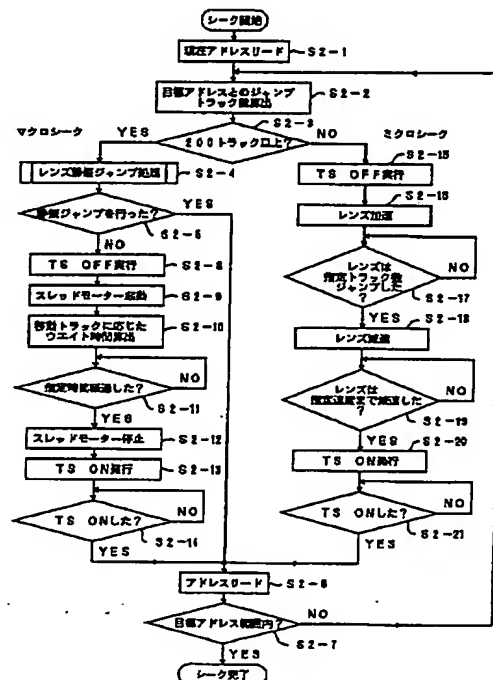 シーク開始
現在アドレスリード
S2-1
目標アドレスとのジャンプ
トラック数算出
S2-2
マクロシーク
YES
S2-3
200トラック以上?
NO
ミクロシーク
S2-15
TS OFF実行
レンズ
ジャンプ処理
S2-4
S2-16
レンズ加速
ジャンプを行った?
YES
S2-5
NO
TS OFF実行
S2-8
レンズは
指定トラック数
ジャンプした
?
NO
S2-17
YES
スレッドモーター起動
S2-9
移動トラックに応じた
ウエイト時間算出
S2-10
S2-18
レンズ減速
指定時間経過した?
NO
S2-11
YES
レンズは
指定速度まで減速した
?
NO
S2-19
YES
スレッドモーター停止
S2-12
TS ON実行
S2-13
S2-20
TS ON実行
TS ONした?
NO
S2-14
YES
TS ONした?
NO
S2-21
YES
アドレスリード
S2-6
目標アドレス範囲内?
NO
S2-7
YES
シーク完了